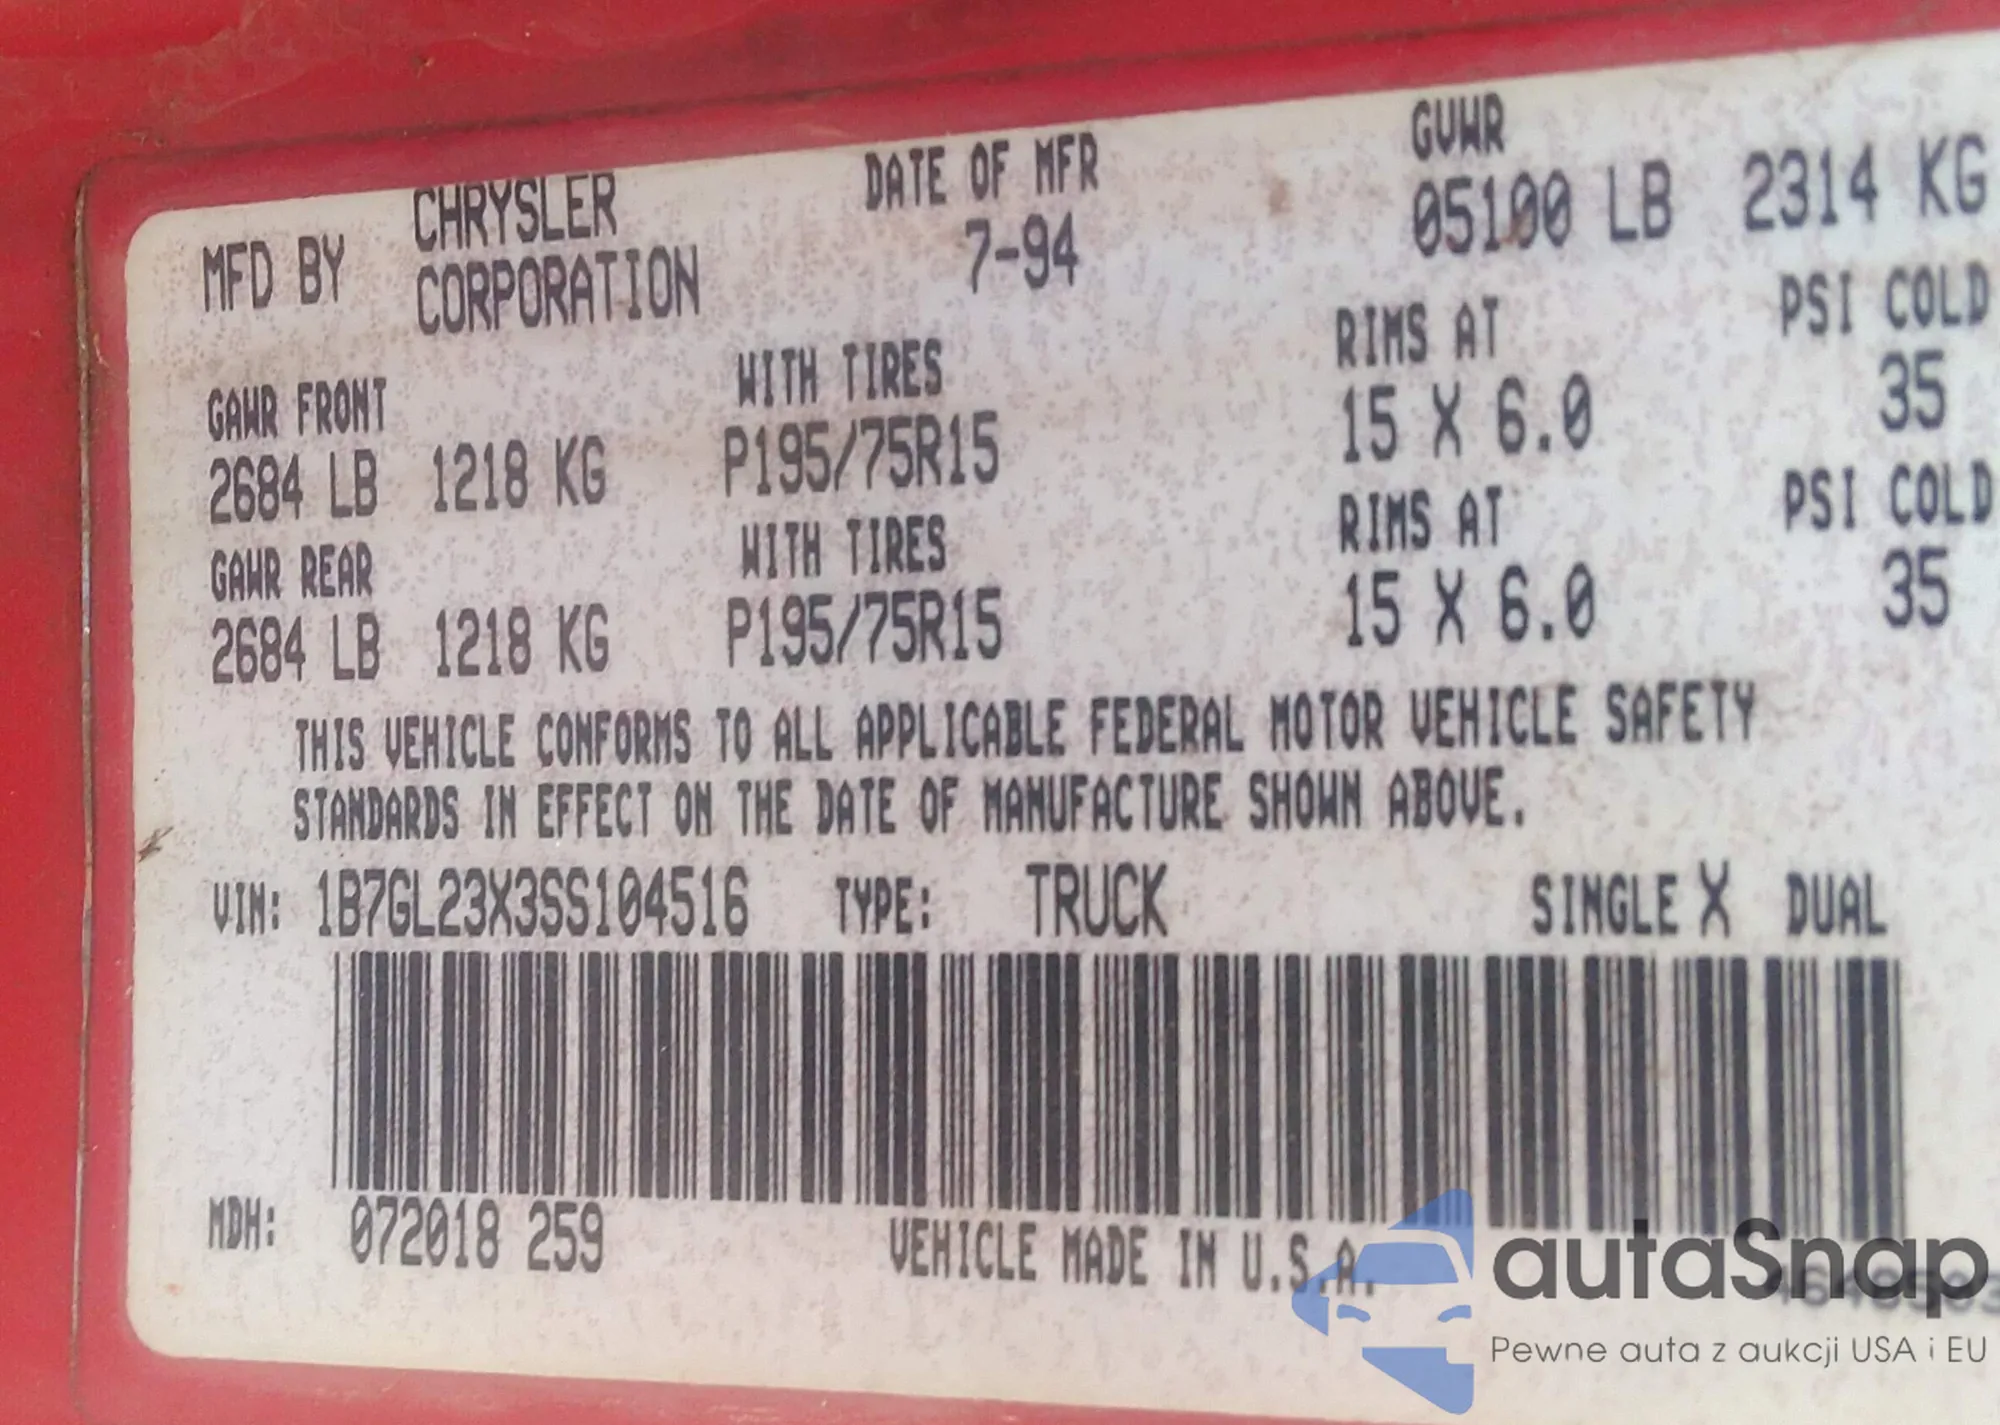 MFD BY CHRYSLER CORPORATION DATE OF MFR 7-94 GVWR 05100 LB 2314 KG
GAWR FRONT WITH TIRES RIMS AT PSI COLD
2684 LB 1218 KG P195/75R15 15 X 6.0 35
GAWR REAR WITH TIRES RIMS AT PSI COLD
2684 LB 1218 KG P195/75R15 15 X 6.0 35
THIS VEHICLE CONFORMS TO ALL APPLICABLE FEDERAL MOTOR VEHICLE SAFETY
STANDARDS IN EFFECT ON THE DATE OF MANUFACTURE SHOWN ABOVE.
VIN: 1B7GL23X3SS104516 TYPE: TRUCK SINGLE X DUAL
MDH: 072018 259 VEHICLE MADE IN U.S.A.
autaSnap
Pewne auta z aukcji USA i EU